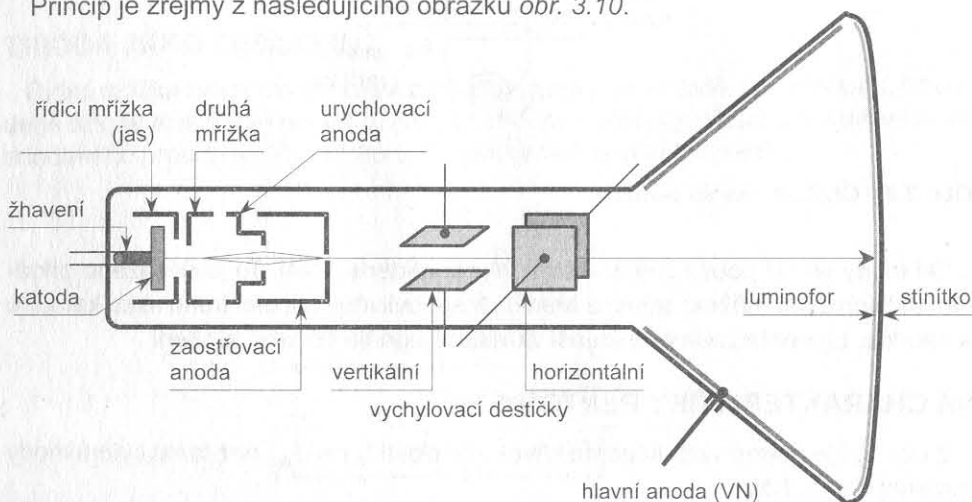 Princip je zřejmý z následujícího obrázku obr. 3.10.
řídicí mřížka
(jas)
druhá
mřížka
urychlovací
anoda
žhavení
katoda
luminofor
stínítko
zaostřovací
anoda
vertikální
horizontální
vychylovací destičky
hlavní anoda (VN)